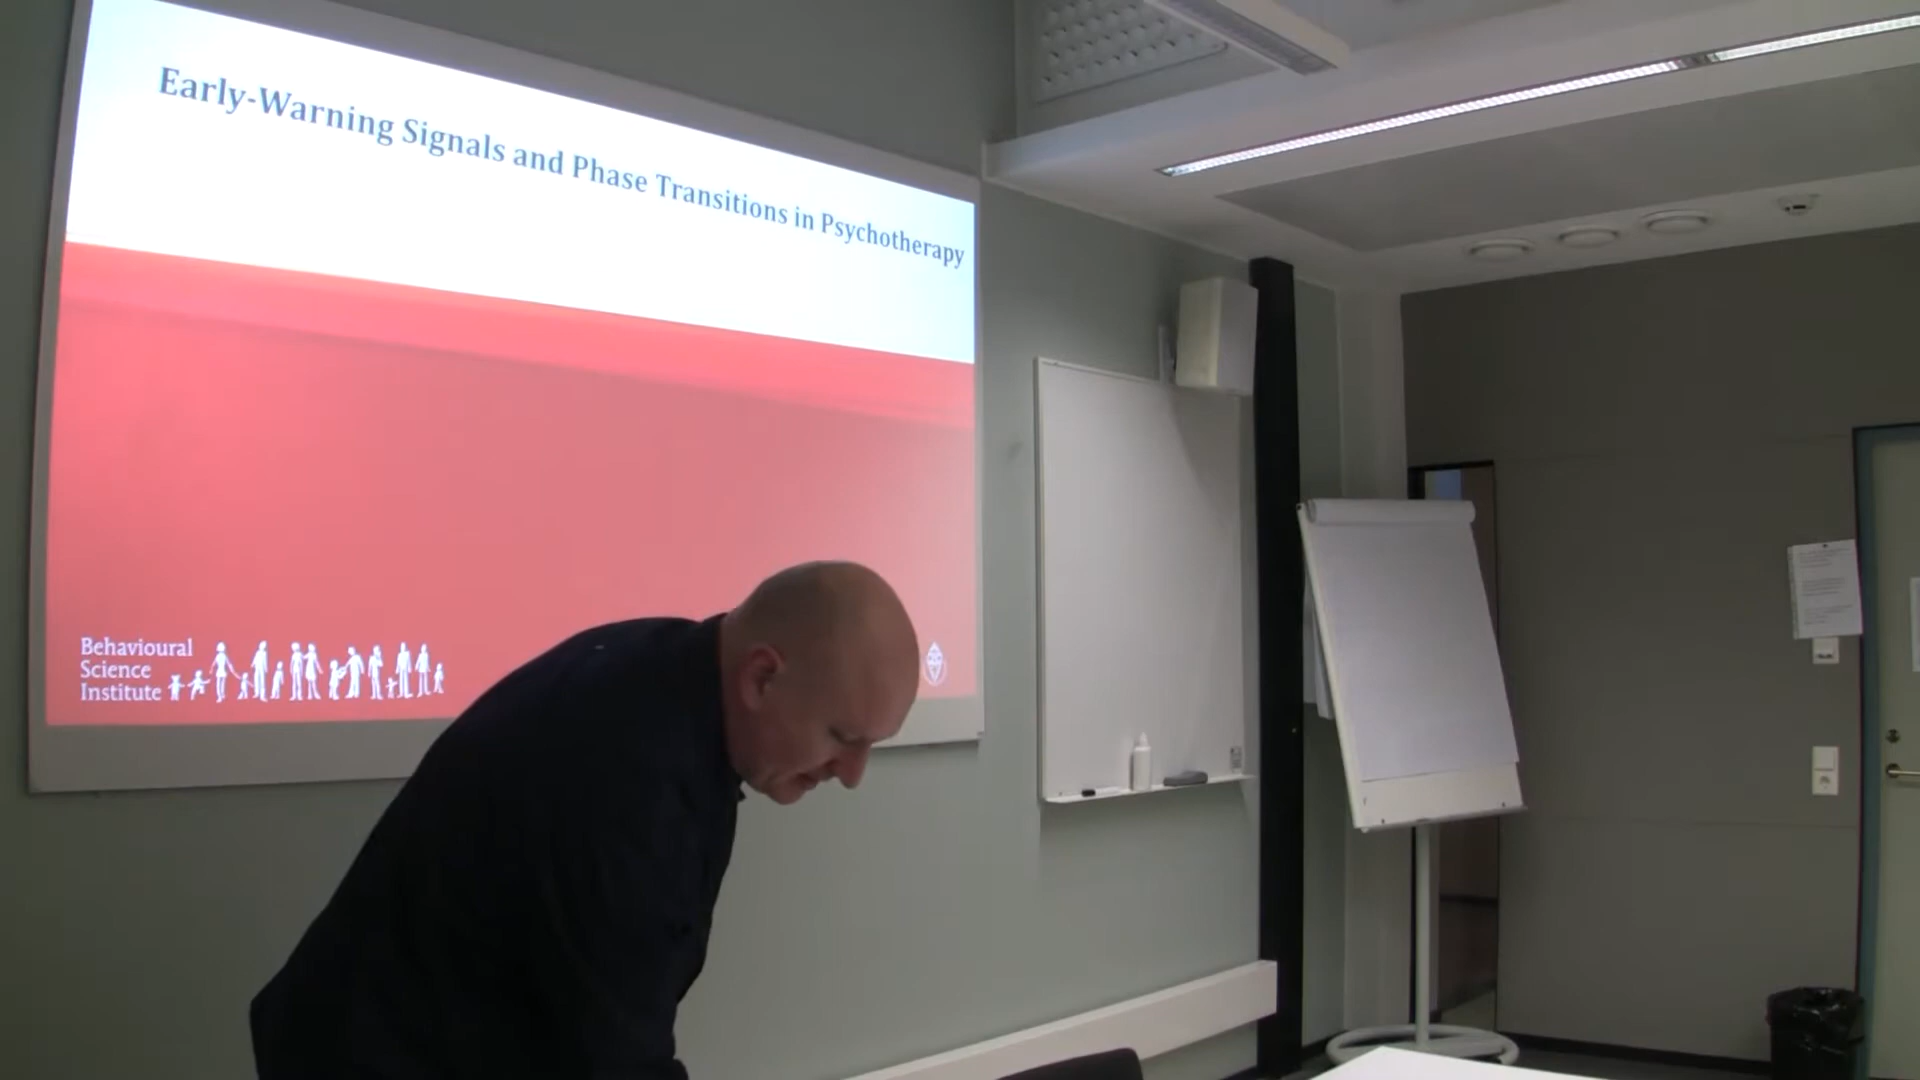 Early-Warning Signals and Phase Transitions in Psychotherapy
Behavioural
Science
Institute